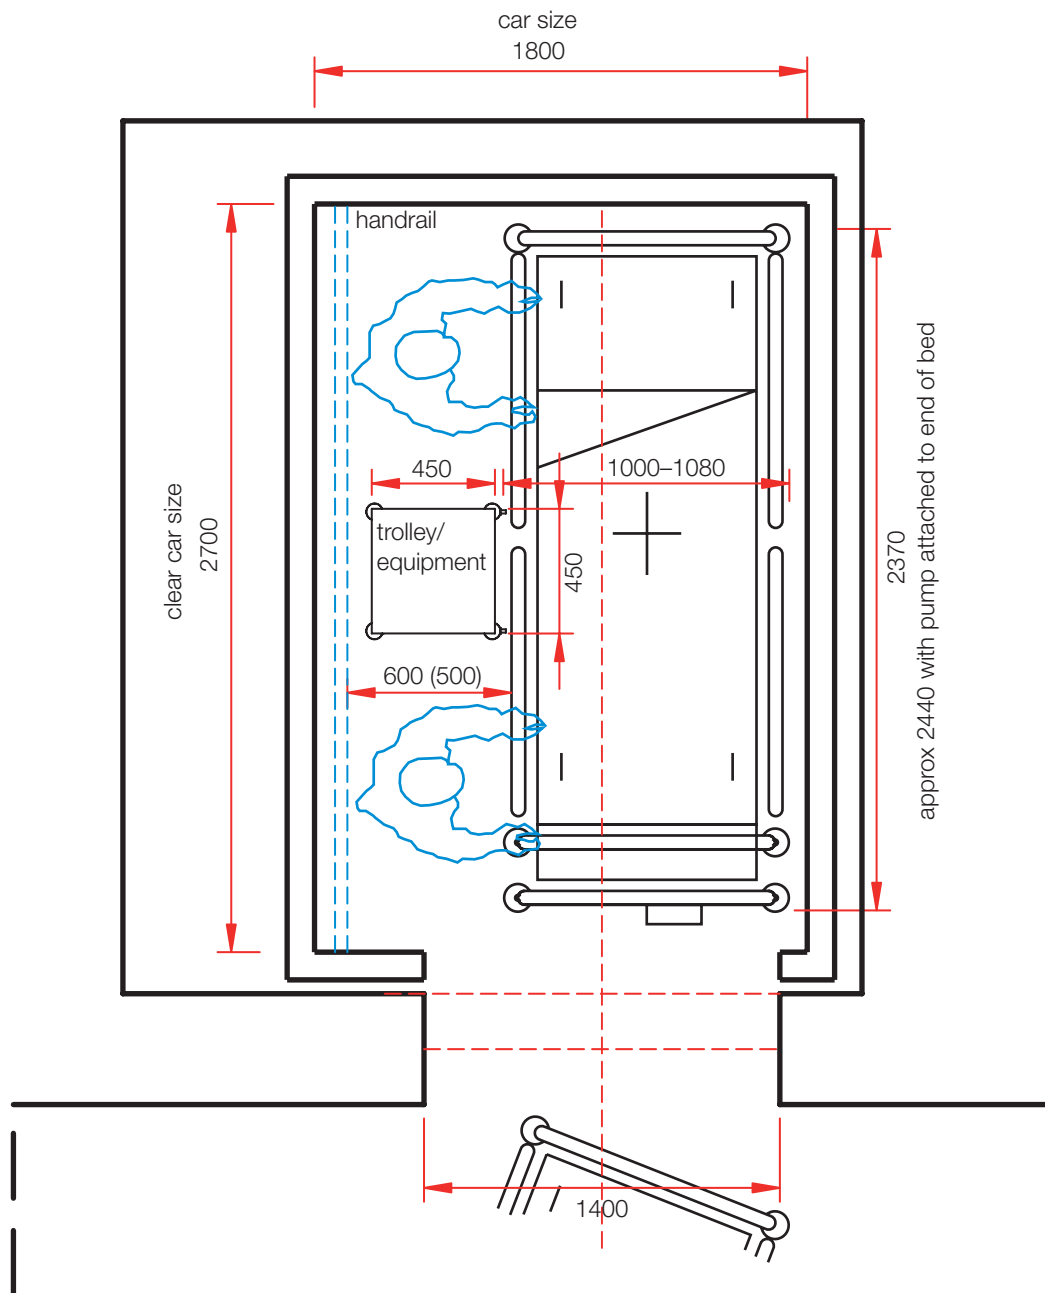 car size
1800
handrail
450
1000–1080
trolley/
equipment
450
clear car size
2700
2370
approx 2440 with pump attached to end of bed
600 (500)
1400